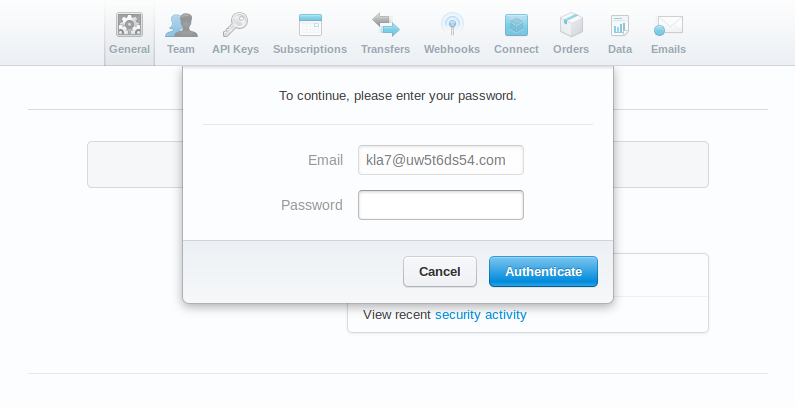 General Team API Keys Subscriptions Transfers Webhooks Connect Orders Data Emails
To continue, please enter your password.
Email kla7@uw5t6ds54.com
Password
Cancel Authenticate
View recent security activity